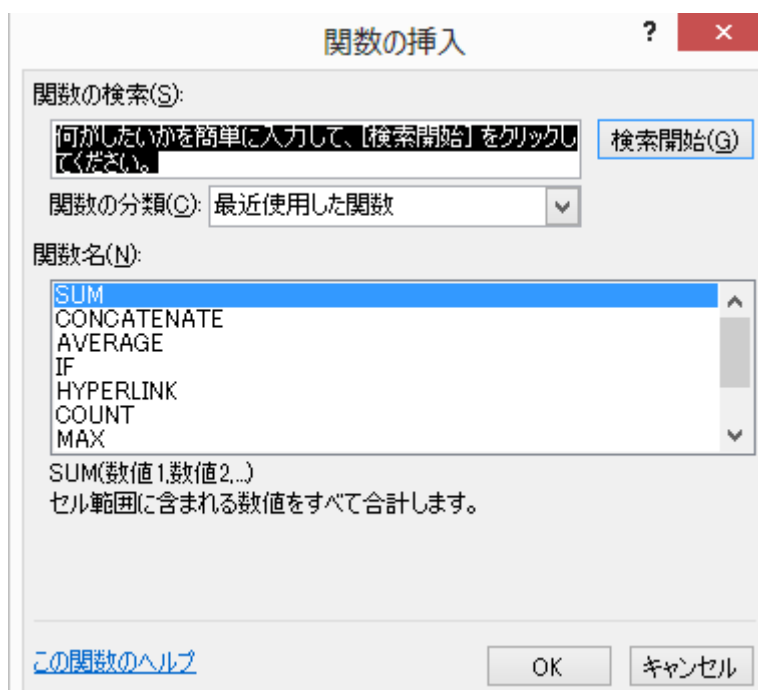 関数の挿入
?
×
関数の検索(S):
何がしたいかを簡単に入力して、[検索開始] をクリックし
てください。
検索開始(G)
関数の分類(C): 最近使用した関数
関数名(N):
SUM
CONCATENATE
AVERAGE
IF
HYPERLINK
COUNT
MAX
SUM(数値1,数値2,...)
セル範囲に含まれる数値をすべて合計します。
この関数のヘルプ
OK
キャンセル